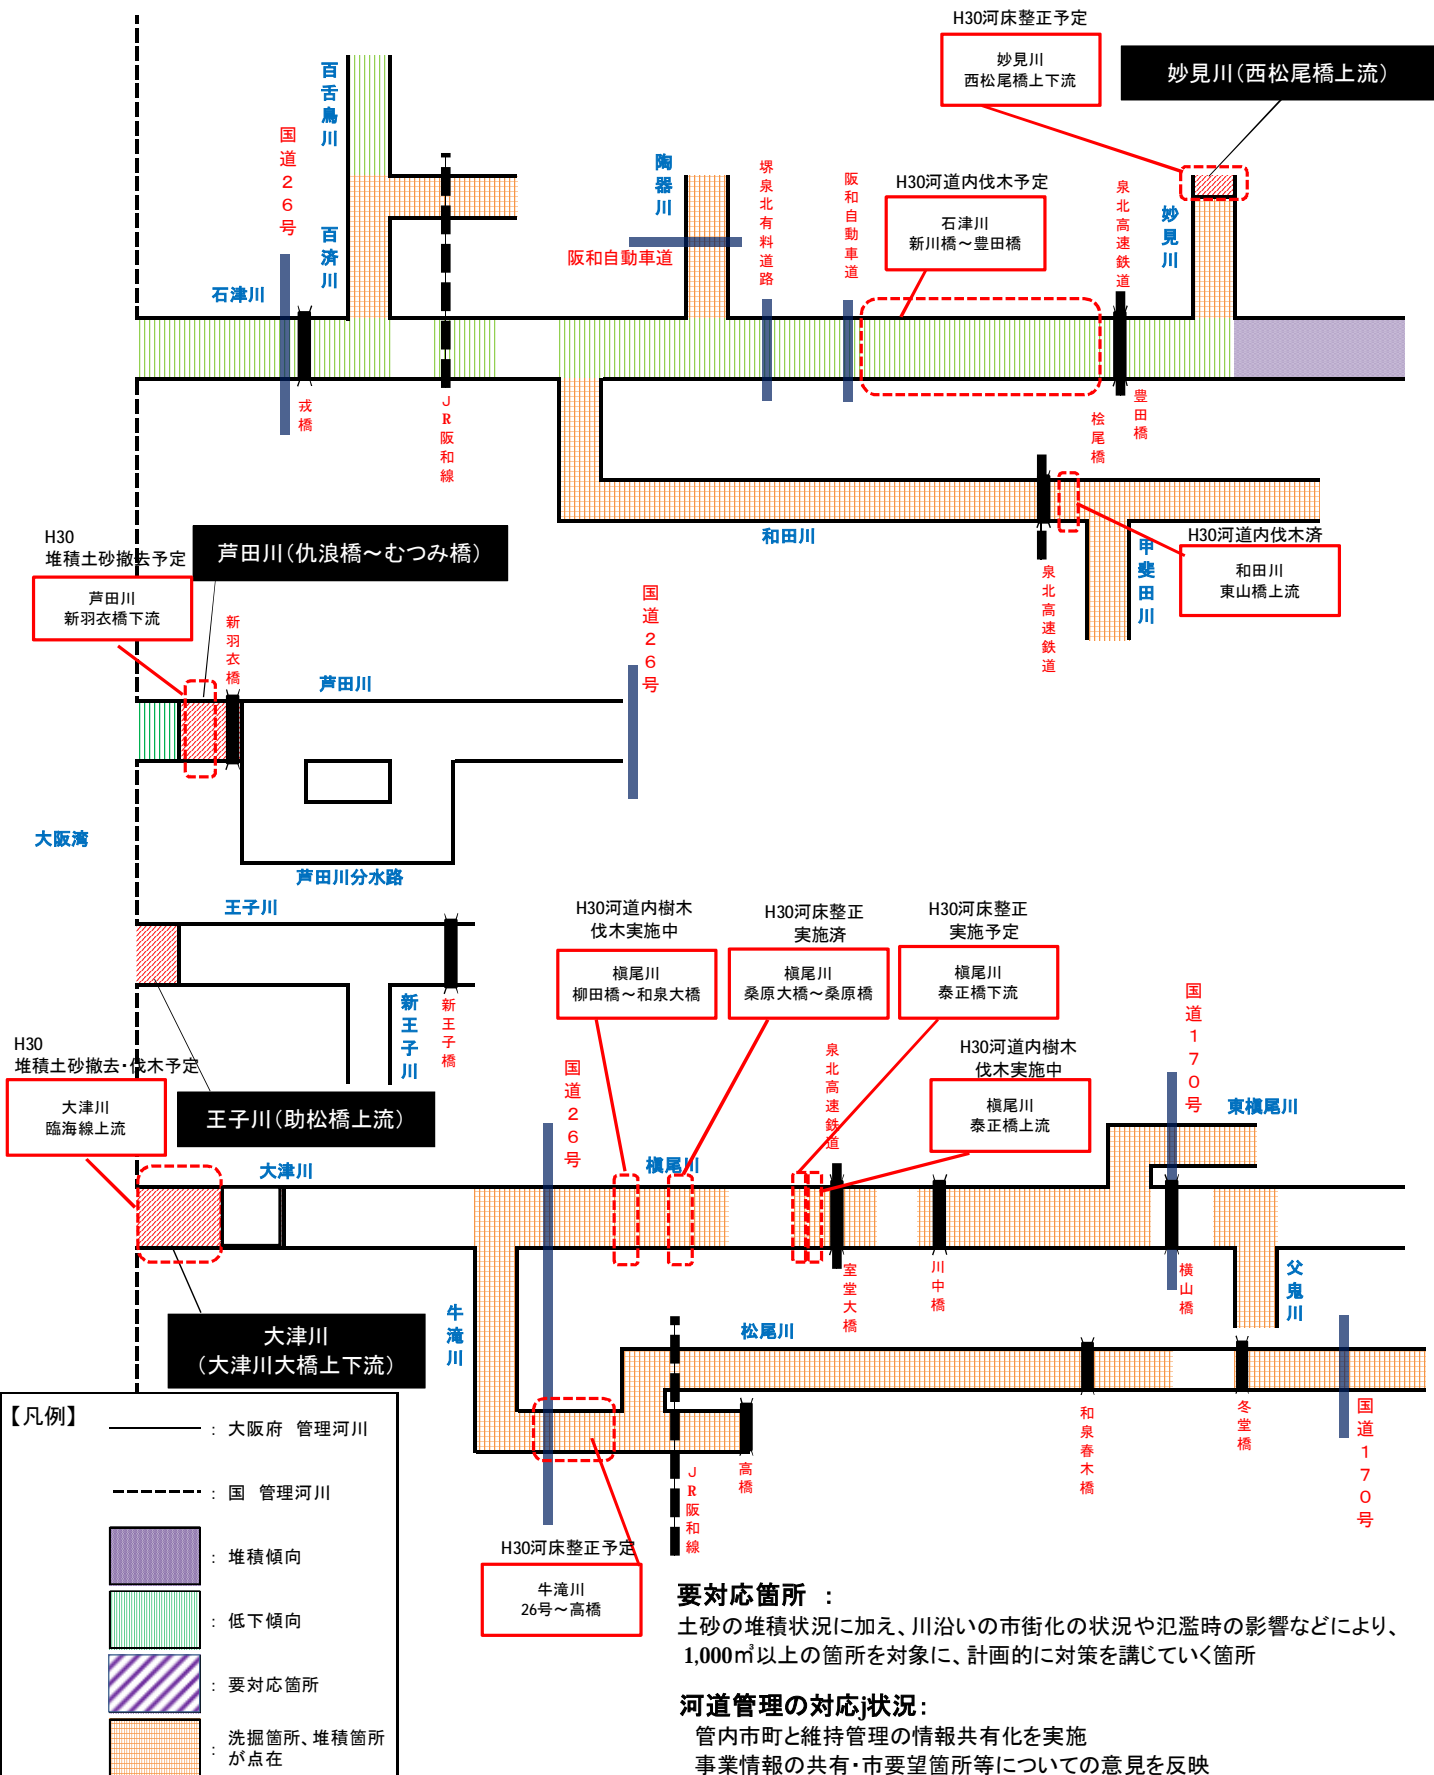 H30河床整正予定
妙見川
西松尾橋上下流
妙見川(西松尾橋上流)
百舌鳥川
国道26号
百済川
石津川
戎橋
JR阪和線
陶器川
阪和自動車道
堺泉北有料道路
阪和自動車道
H30河道内伐木予定
石津川
新川橋～豊田橋
泉北高速鉄道
妙見川
桧尾橋
豊田橋
和田川
泉北高速鉄道
甲斐田川
H30河道内伐木済
和田川
東山橋上流
H30
堆積土砂撤去予定
芦田川
新羽衣橋下流
芦田川(仇浪橋～むつみ橋)
新羽衣橋
芦田川
国道26号
芦田川分水路
大阪湾
王子川
新王子川
新王子橋
王子川(助松橋上流)
H30
堆積土砂撤去・伐木予定
大津川
臨海線上流
大津川
大津川
(大津川大橋上下流)
H30河道内樹木
伐木実施中
槇尾川
柳田橋～和泉大橋
H30河床整正
実施済
槇尾川
桑原大橋～桑原橋
H30河床整正
実施予定
槇尾川
泰正橋下流
H30河道内樹木
伐木実施中
槇尾川
泰正橋上流
国道26号
槇尾川
泉北高速鉄道
国道170号
東槇尾川
室堂大橋
川中橋
横山橋
父鬼川
牛滝川
松尾川
高橋
JR阪和線
和泉春木橋
冬堂橋
国道170号
H30河床整正予定
牛滝川
26号～高橋
【凡例】
: 大阪府 管理河川
: 国 管理河川
: 堆積傾向
: 低下傾向
: 要対応箇所
: 洗掘箇所、堆積箇所
が点在
要対応箇所 :
土砂の堆積状況に加え、川沿いの市街化の状況や氾濫時の影響などにより、
1,000㎥以上の箇所を対象に、計画的に対策を講じていく箇所
河道管理の対応j状況:
管内市町と維持管理の情報共有化を実施
事業情報の共有・市要望箇所等についての意見を反映